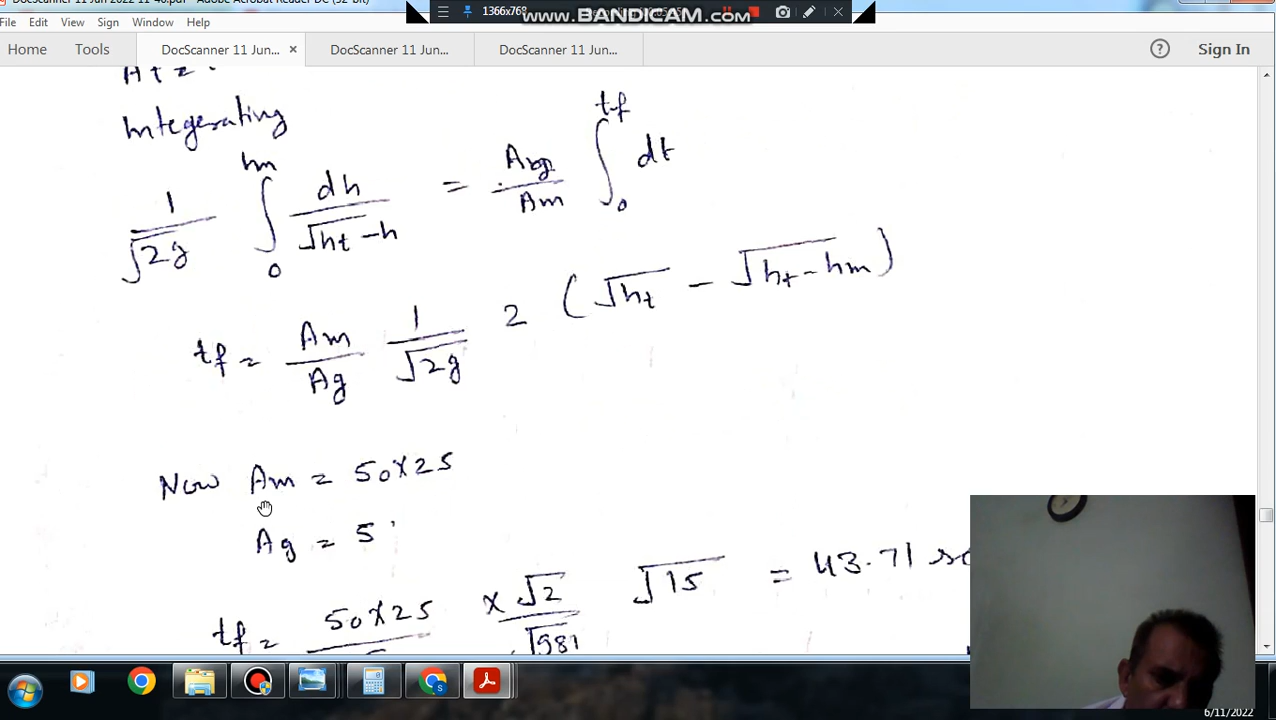 1366x768
www.BANDICAM.com
File Edit View Sign Window Help
Home Tools DocScanner 11 Jun... × DocScanner 11 Jun... DocScanner 11 Jun... ? Sign In
Integerating
1/√2g ∫₀^hm dh/√ht-h = Ag/Am ∫₀^tf dt
tf = Am/Ag 1/√2g 2 (√ht - √ht-hm)
Now Am = 50×25
Ag = 5
tf = 50×25 × √2/√981 √15 = 43.71
6/11/2022